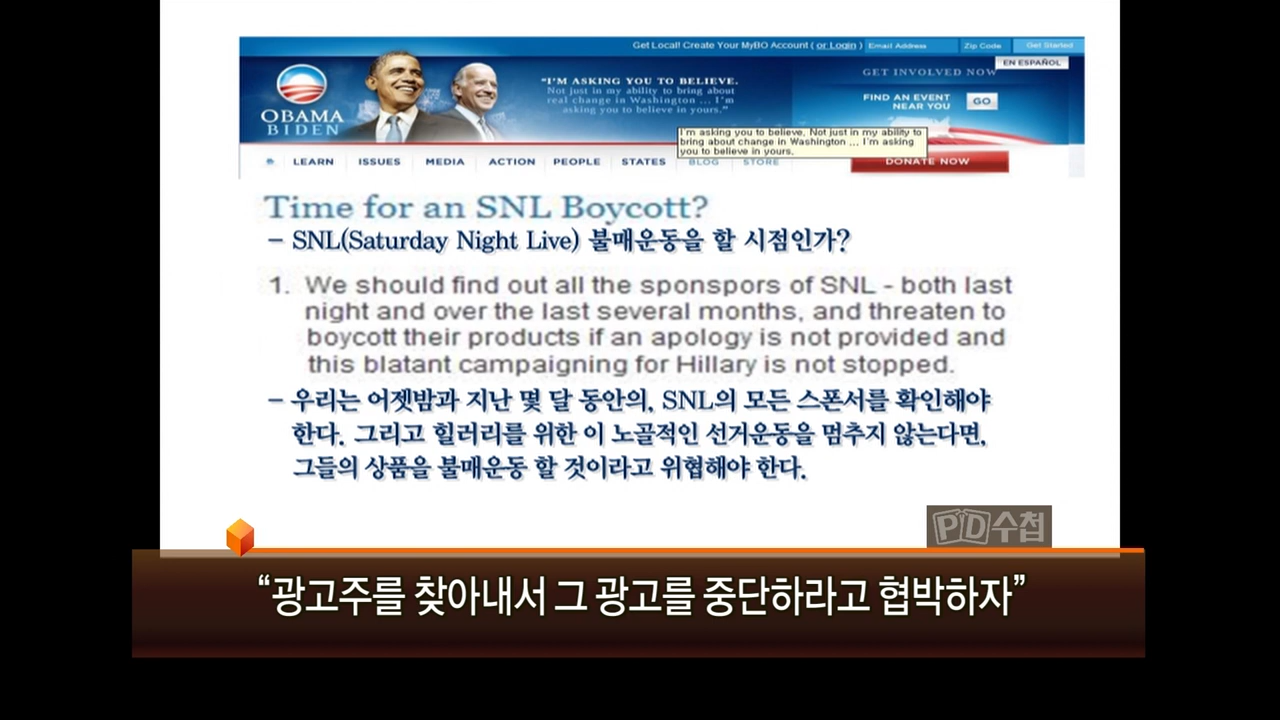 Get Local! Create Your MyBO Account ( or Login ) Email Address Zip Code Get Started
EN ESPAÑOL
GET INVOLVED NOW
"I'M ASKING YOU TO BELIEVE.
Not just in my ability to bring about
real change in Washington ... I'm
asking you to believe in yours."
FIND AN EVENT
NEAR YOU GO
OBAMA
BIDEN
I'm asking you to believe. Not just in my ability to
bring about change in Washington ... I'm asking
you to believe in yours.
LEARN ISSUES MEDIA ACTION PEOPLE STATES BLOG STORE DONATE NOW
Time for an SNL Boycott?
- SNL(Saturday Night Live) 불매운동을 할 시점인가?
1. We should find out all the sponspors of SNL - both last
night and over the last several months, and threaten to
boycott their products if an apology is not provided and
this blatant campaigning for Hillary is not stopped.
- 우리는 어젯밤과 지난 몇 달 동안의, SNL의 모든 스폰서를 확인해야
한다. 그리고 힐러리를 위한 이 노골적인 선거운동을 멈추지 않는다면,
그들의 상품을 불매운동 할 것이라고 위협해야 한다.
PD수첩
“광고주를 찾아내서 그 광고를 중단하라고 협박하자”